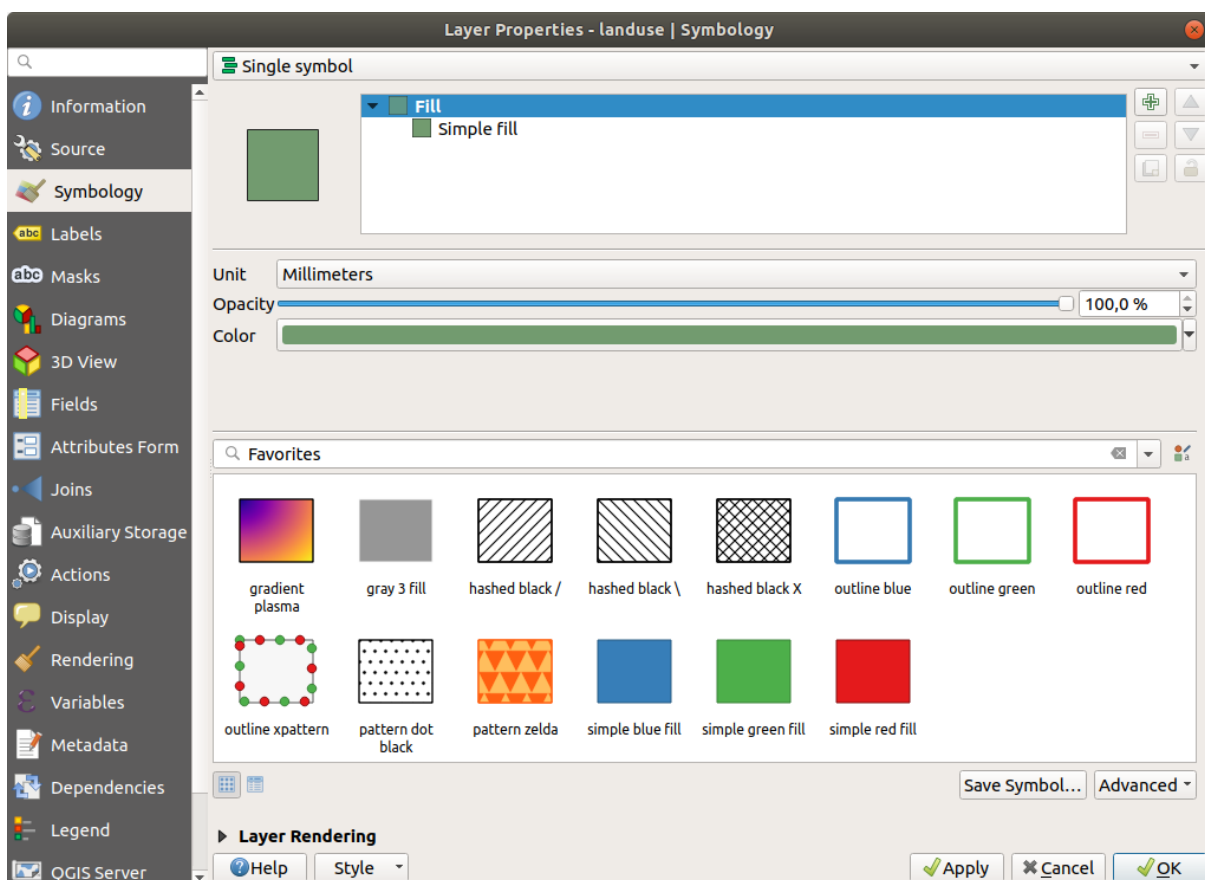 Layer Properties - landuse | Symbology
Single symbol
Information
Source
Symbology
Labels
Masks
Diagrams
3D View
Fields
Attributes Form
Joins
Auxiliary Storage
Actions
Display
Rendering
Variables
Metadata
Dependencies
Legend
QGIS Server
Fill
Simple fill
Unit Millimeters
Opacity 100,0 %
Color
Favorites
gradient plasma
gray 3 fill
hashed black /
hashed black \
hashed black X
outline blue
outline green
outline red
outline xpattern
pattern dot black
pattern zelda
simple blue fill
simple green fill
simple red fill
Save Symbol... Advanced
Layer Rendering
Help Style Apply Cancel OK